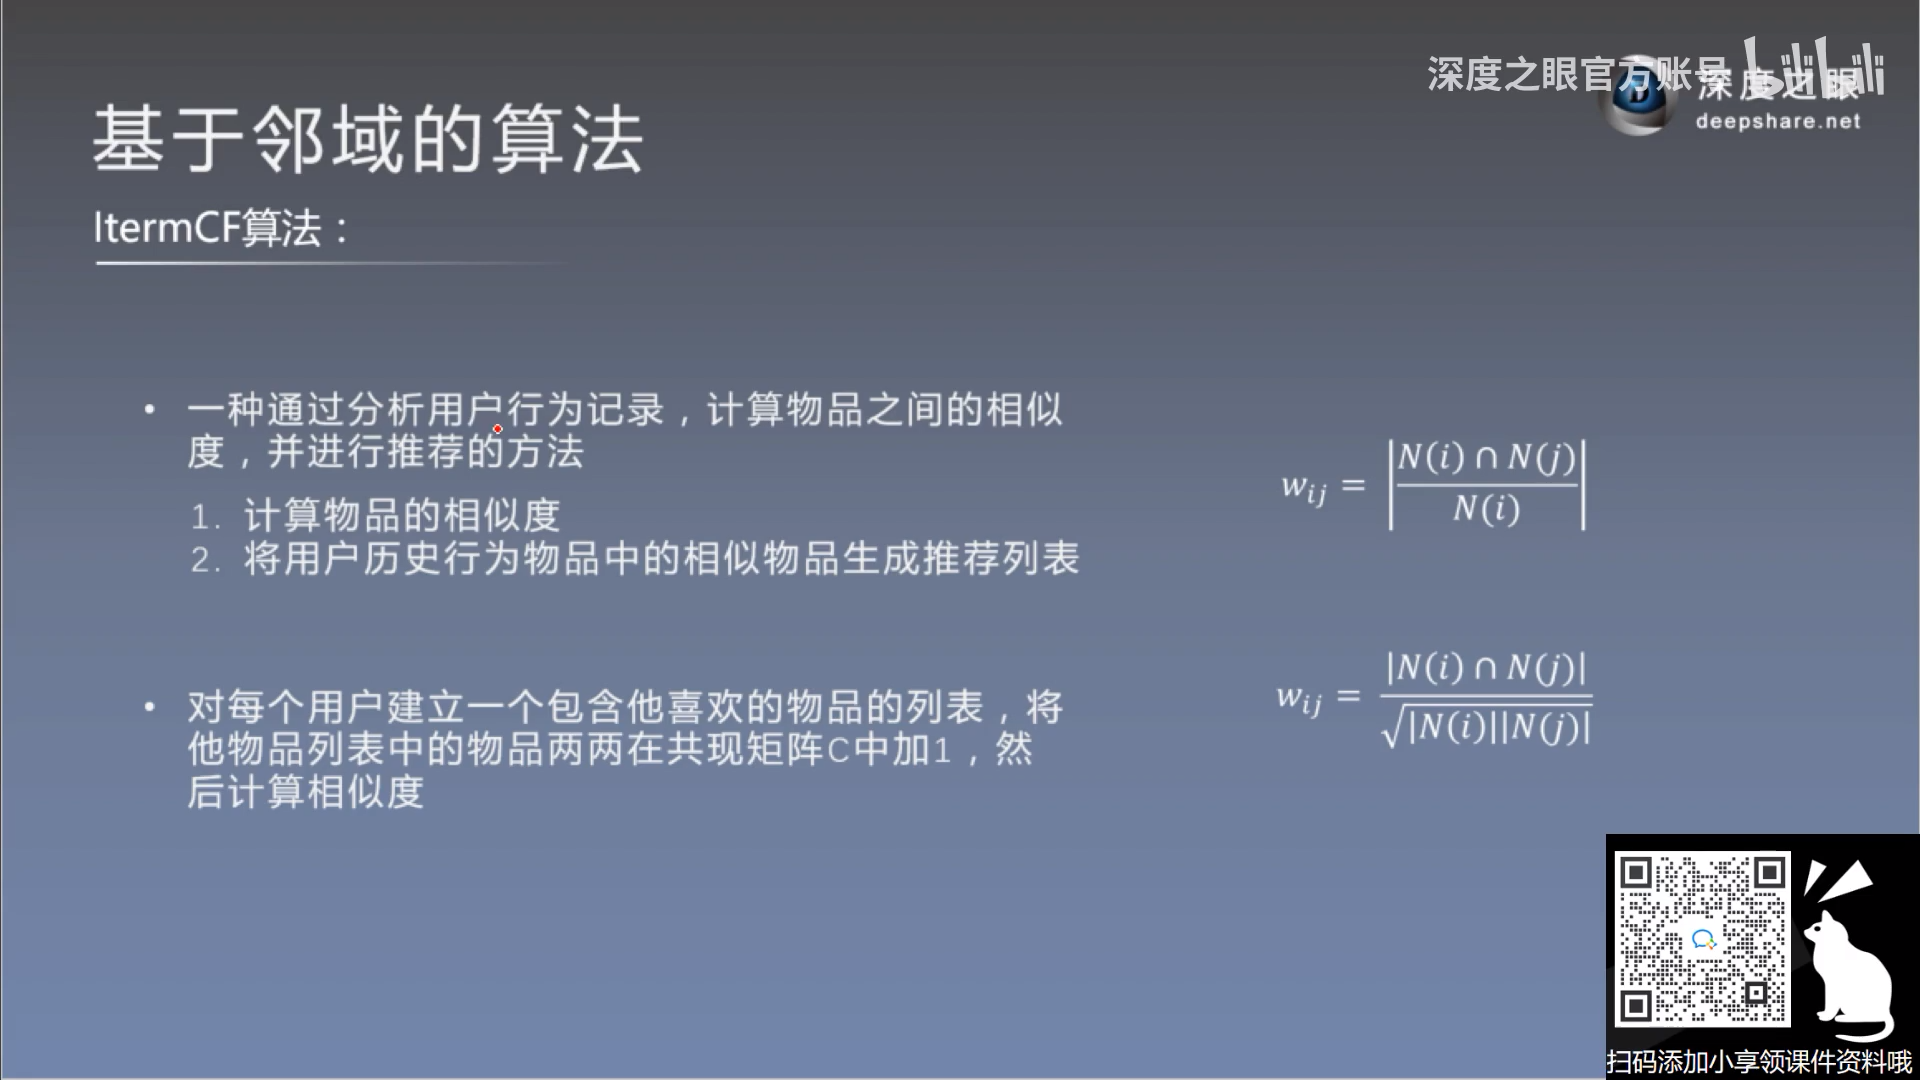 深度之眼官方账号 bilibili
深度之眼
deepshare.net
基于邻域的算法
ItermCF算法：
• 一种通过分析用户行为记录，计算物品之间的相似
度，并进行推荐的方法
1. 计算物品的相似度
2. 将用户历史行为物品中的相似物品生成推荐列表
• 对每个用户建立一个包含他喜欢的物品的列表，将
他物品列表中的物品两两在共现矩阵C中加1，然
后计算相似度
w_{ij} = |\frac{N(i) ∩ N(j)}{N(i)}|
w_{ij} = \frac{|N(i) ∩ N(j)|}{\sqrt{|N(i)||N(j)|}}
扫码添加小享领课件资料哦